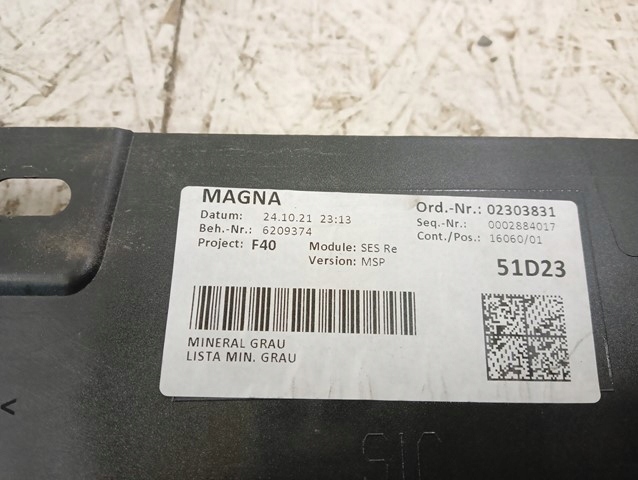 MAGNA
Datum: 24.10.21 23:13
Beh.-Nr.: 6209374
Project: F40 Module: SES Re
Version: MSP
Ord.-Nr.: 02303831
Seq.-Nr.: 0002884017
Cont./Pos.: 16060/01
51D23
MINERAL GRAU
LISTA MIN. GRAU